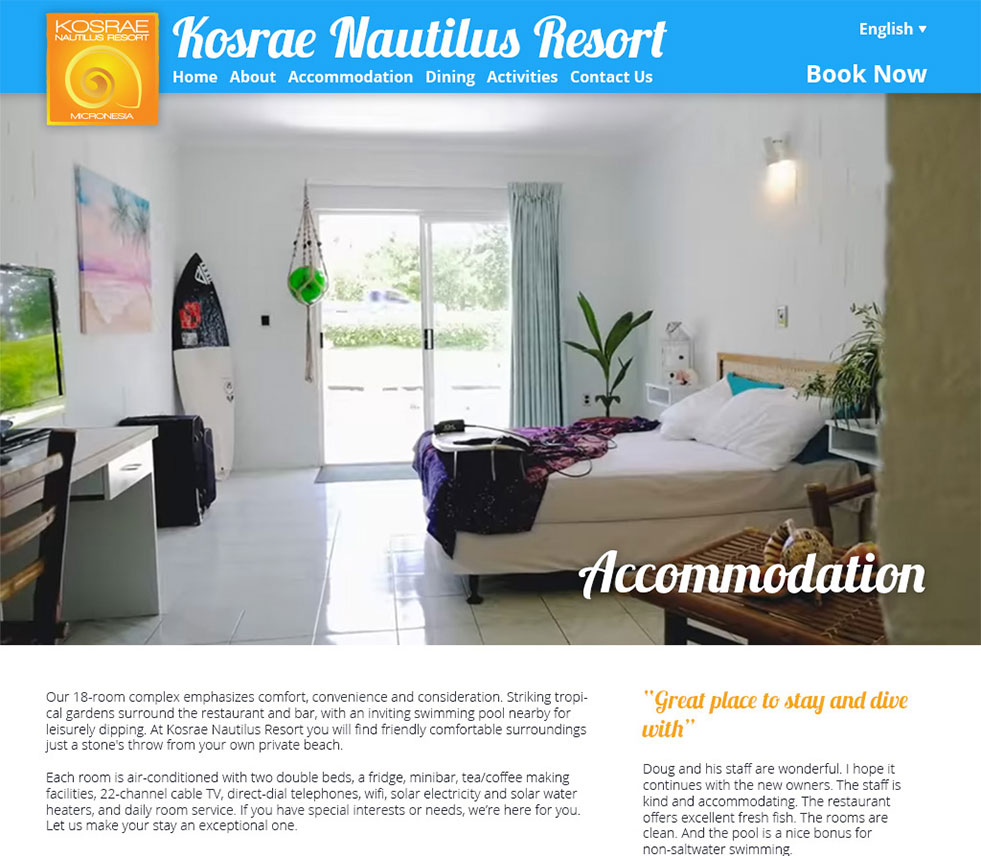 KOSRAE
NAUTILUS RESORT
MICRONESIA
Kosrae Nautilus Resort
English ▼
Home About Accommodation Dining Activities Contact Us
Book Now
Accommodation
Our 18-room complex emphasizes comfort, convenience and consideration. Striking tropi-
cal gardens surround the restaurant and bar, with an inviting swimming pool nearby for
leisurely dipping. At Kosrae Nautilus Resort you will find friendly comfortable surroundings
just a stone's throw from your own private beach.
Each room is air-conditioned with two double beds, a fridge, minibar, tea/coffee making
facilities, 22-channel cable TV, direct-dial telephones, wifi, solar electricity and solar water
heaters, and daily room service. If you have special interests or needs, we're here for you.
Let us make your stay an exceptional one.
"Great place to stay and dive
with"
Doug and his staff are wonderful. I hope it
continues with the new owners. The staff is
kind and accommodating. The restaurant
offers excellent fresh fish. The rooms are
clean. And the pool is a nice bonus for
non-saltwater swimming.